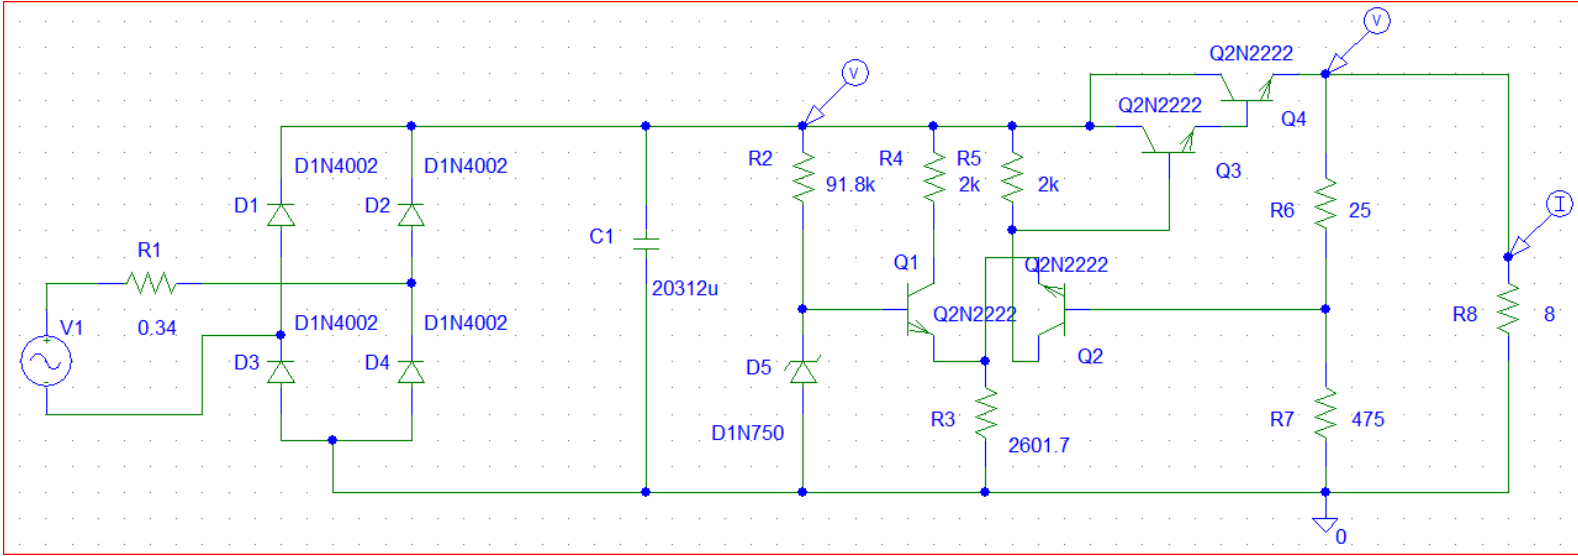 V
Q2N2222
Q2N2222
Q4
D1N4002
D1N4002
R2
R4
R5
Q3
91.8k
2k
2k
D1
D2
R6
25
I
R1
C1
Q1
Q2N2222
20312u
V1
0.34
D1N4002
D1N4002
Q2N2222
R8
8
D3
D4
D5
Q2
R3
R7
475
D1N750
2601.7
0
V